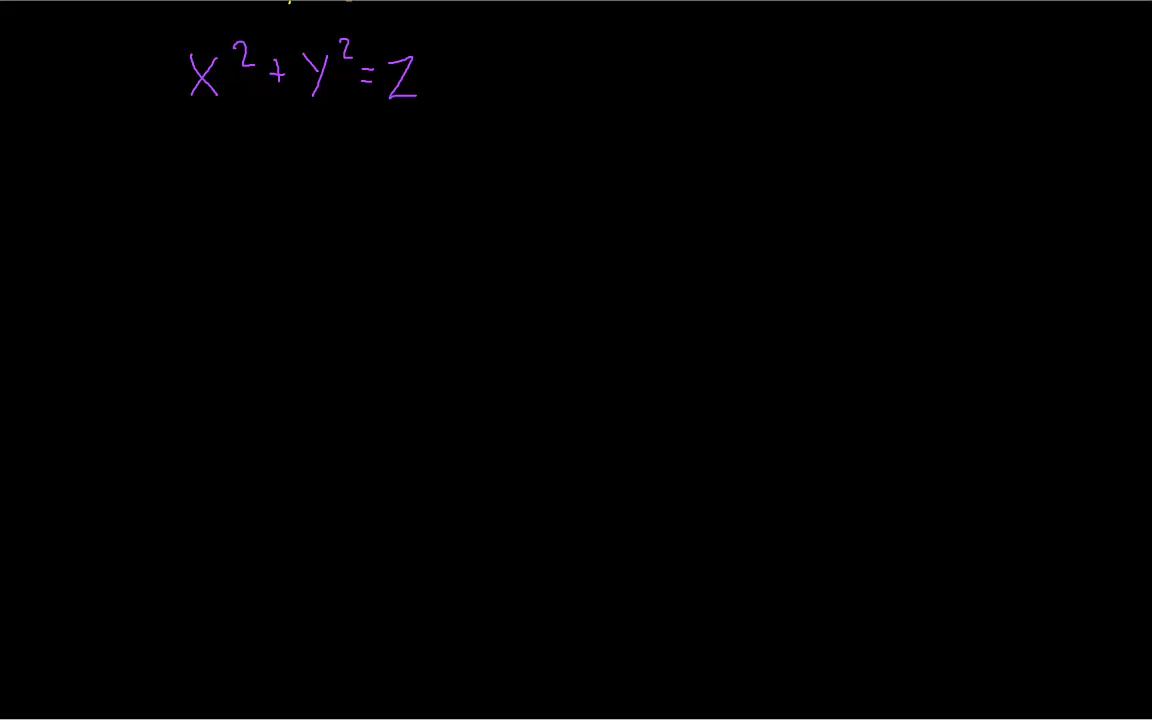 X² + Y² = Z